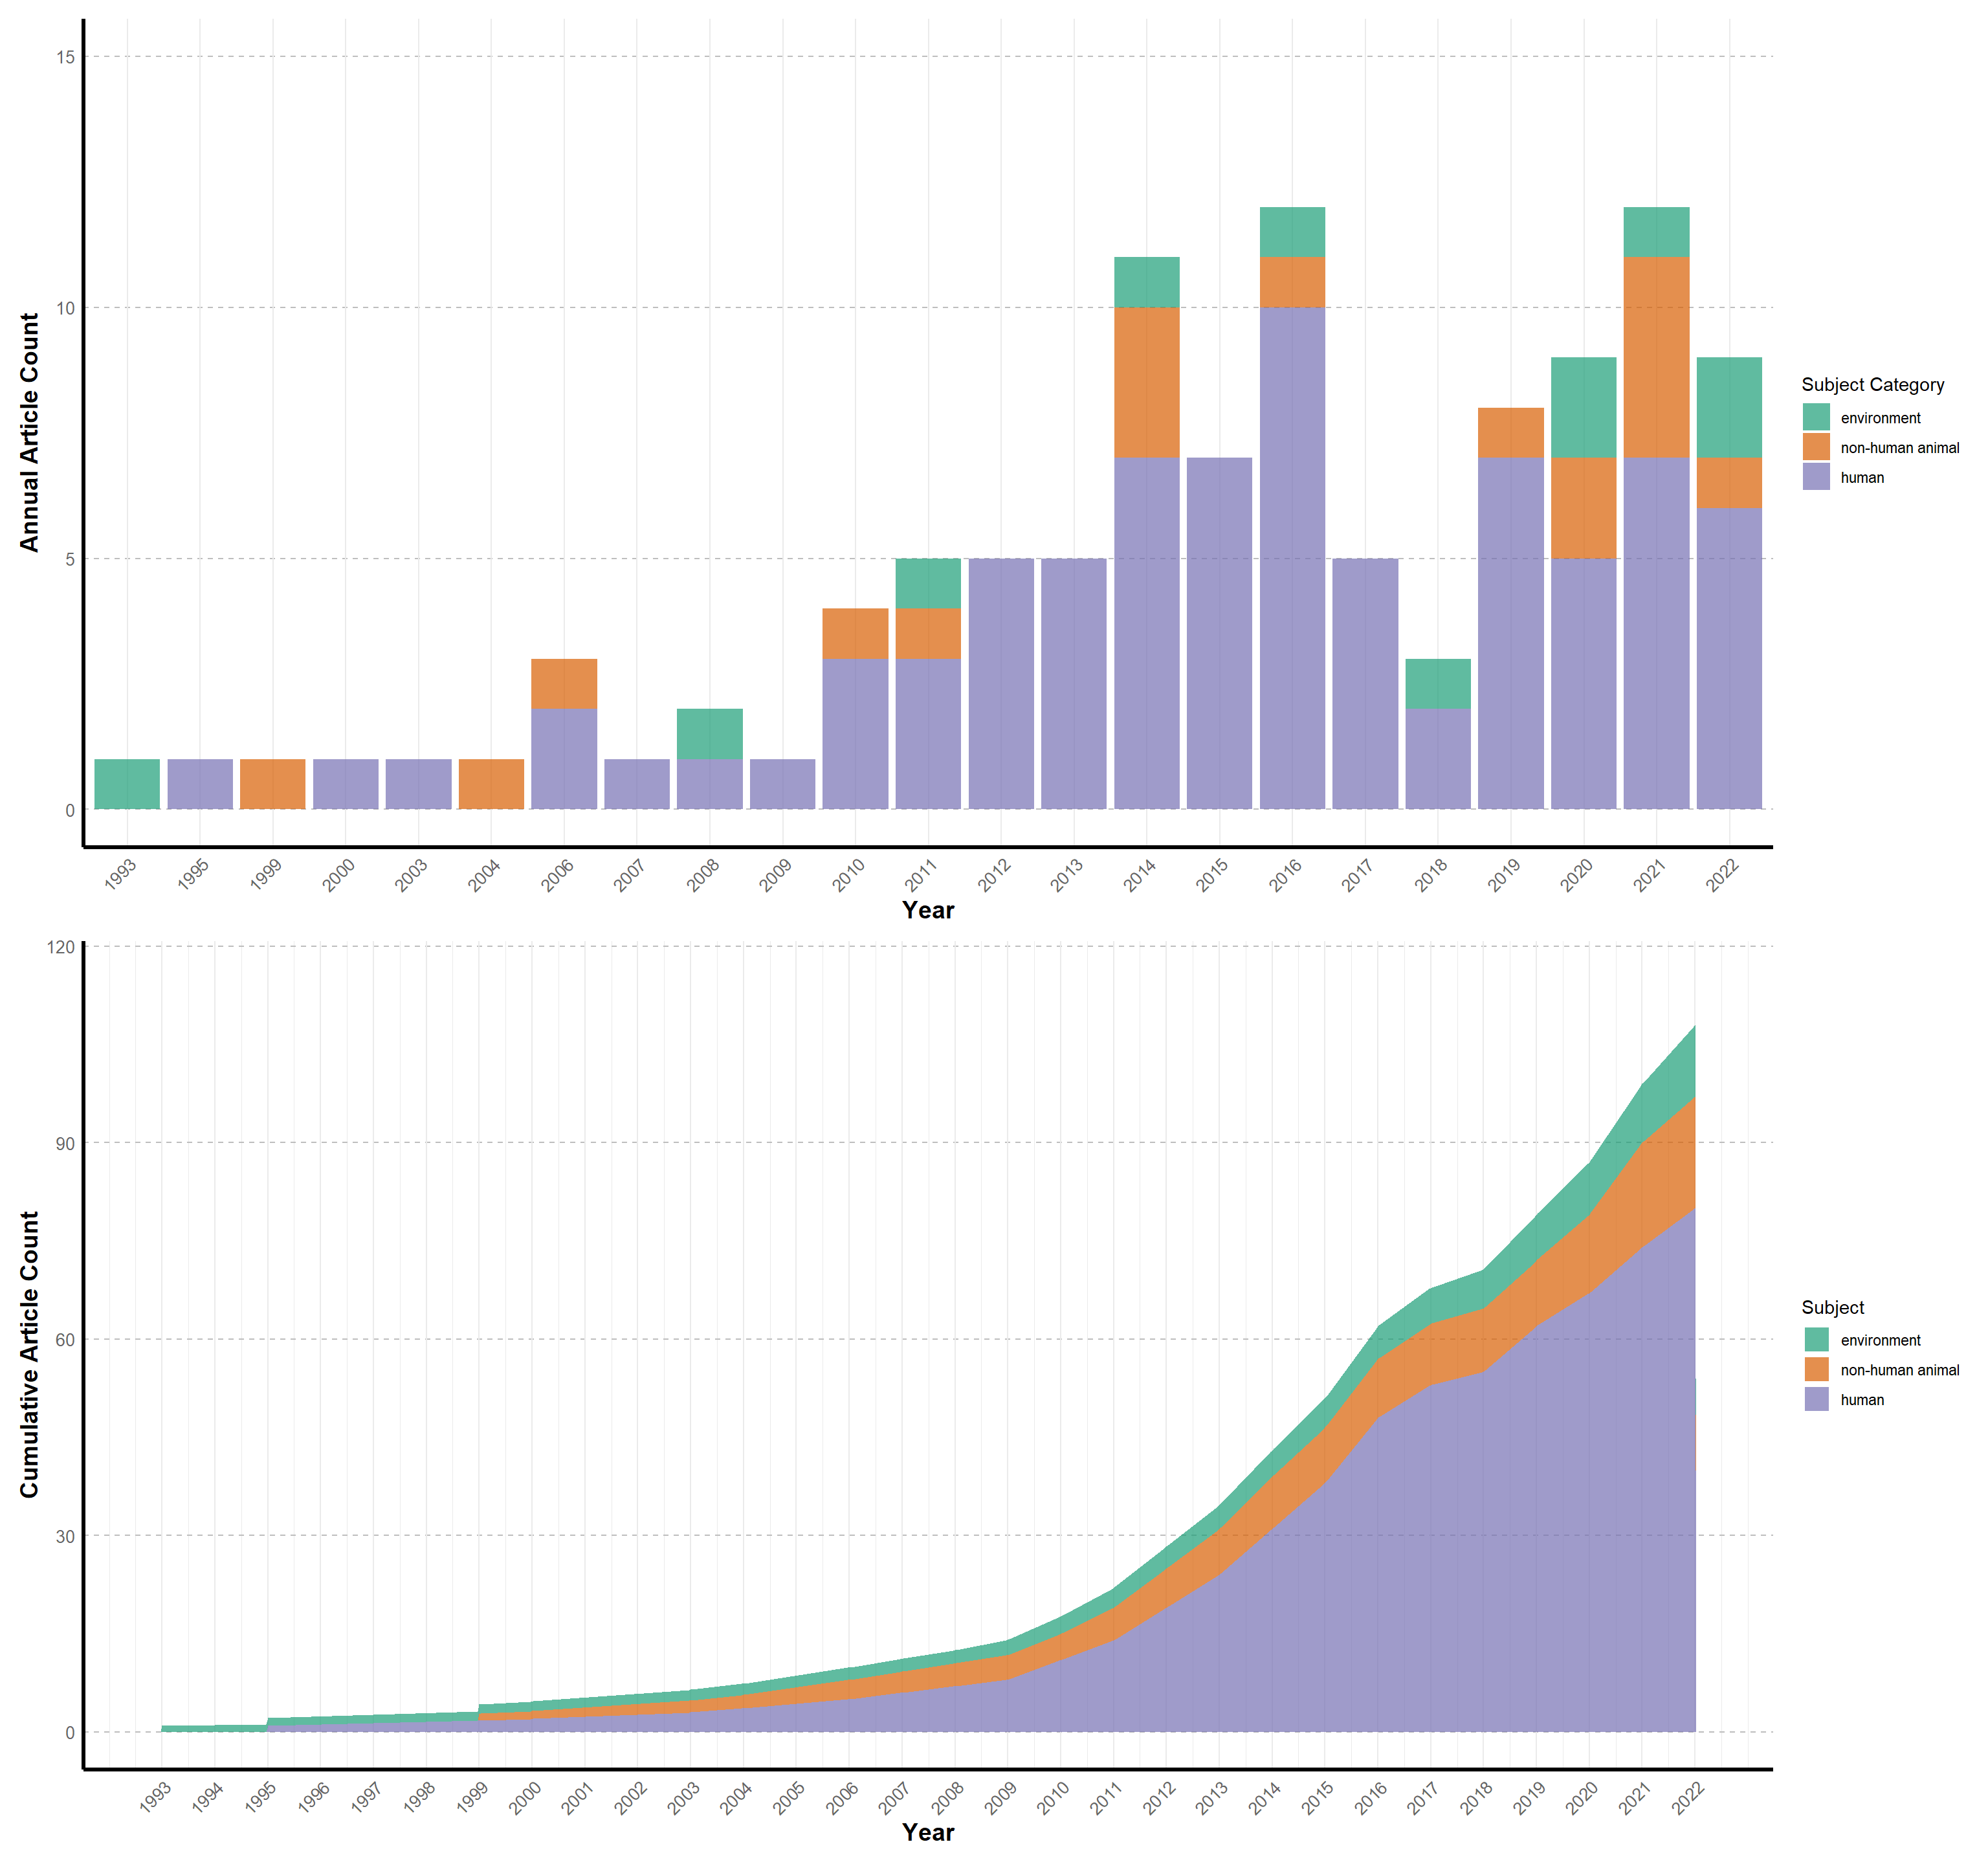 15
10
5
0
Annual Article Count
1993 1995 1999 2000 2003 2004 2006 2007 2008 2009 2010 2011 2012 2013 2014 2015 2016 2017 2018 2019 2020 2021 2022
Year
Subject Category
environment
non-human animal
human
120
90
60
30
0
Cumulative Article Count
1993 1994 1995 1996 1997 1998 1999 2000 2001 2002 2003 2004 2005 2006 2007 2008 2009 2010 2011 2012 2013 2014 2015 2016 2017 2018 2019 2020 2021 2022
Year
Subject
environment
non-human animal
human